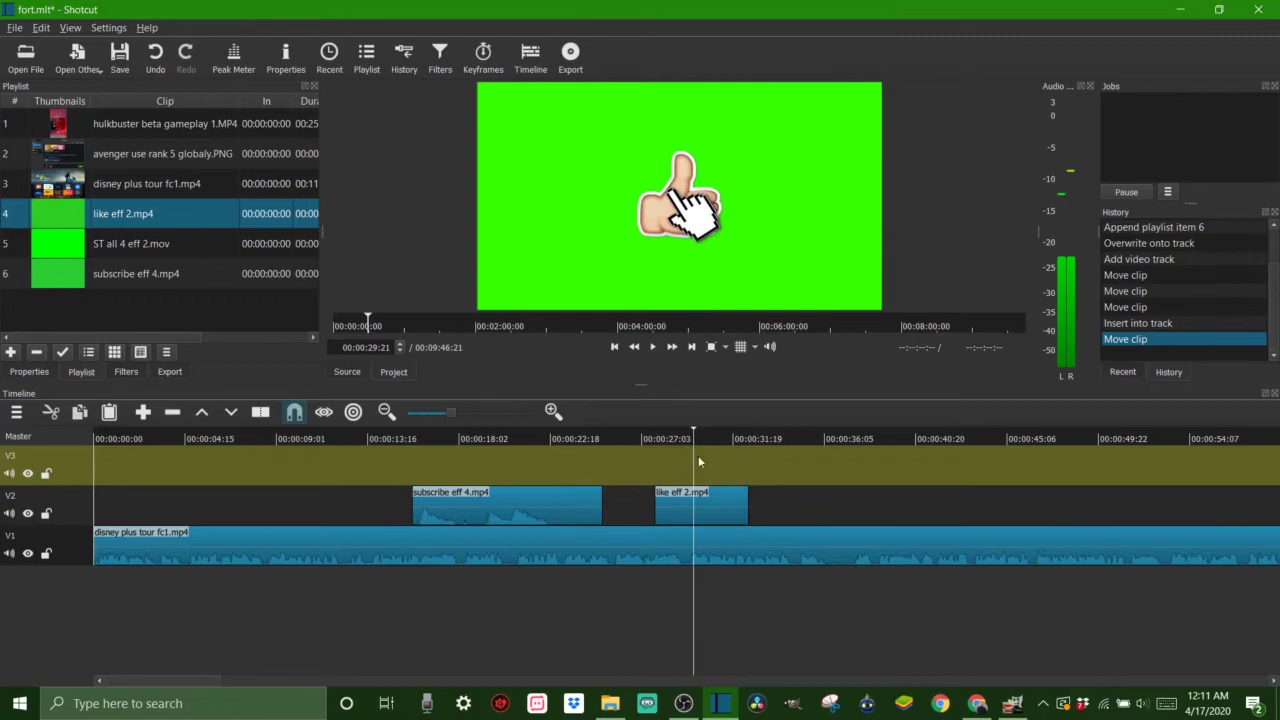 fort.mlt* - Shotcut
File Edit View Settings Help
Open File Open Other.. Save Undo Redo Peak Meter Properties Recent Playlist History Filters Keyframes Timeline Export
Playlist
# Thumbnails Clip In Dura
1 hulkbuster beta gameplay 1.MP4 00:00:00:00 00:25
2 avenger use rank 5 globaly.PNG 00:00:00:00 00:00
3 disney plus tour fc1.mp4 00:00:00:00 00:11
4 like eff 2.mp4 00:00:00:00 00:00
5 ST all 4 eff 2.mov 00:00:00:00 00:00
6 subscribe eff 4.mp4 00:00:00:00 00:00
Properties Playlist Filters Export
00:00:00:00 00:02:00:00 00:04:00:00 00:06:00:00 00:08:00:00
00:00:29:21 / 00:09:46:21 --:--:--:-- / --:--:--:--
Source Project
Audio ...
3
0
-5
-10
-15
-20
-25
-30
-35
-40
-50
L R
Jobs
Pause
History
Append playlist item 6
Overwrite onto track
Add video track
Move clip
Move clip
Move clip
Insert into track
Move clip
Recent History
Timeline
Master 00:00:00:00 00:00:04:15 00:00:09:01 00:00:13:16 00:00:18:02 00:00:22:18 00:00:27:03 00:00:31:19 00:00:36:05 00:00:40:20 00:00:45:06 00:00:49:22 00:00:54:07
V3
V2
subscribe eff 4.mp4 like eff 2.mp4
V1
disney plus tour fc1.mp4
Type here to search
12:11 AM
4/17/2020
2